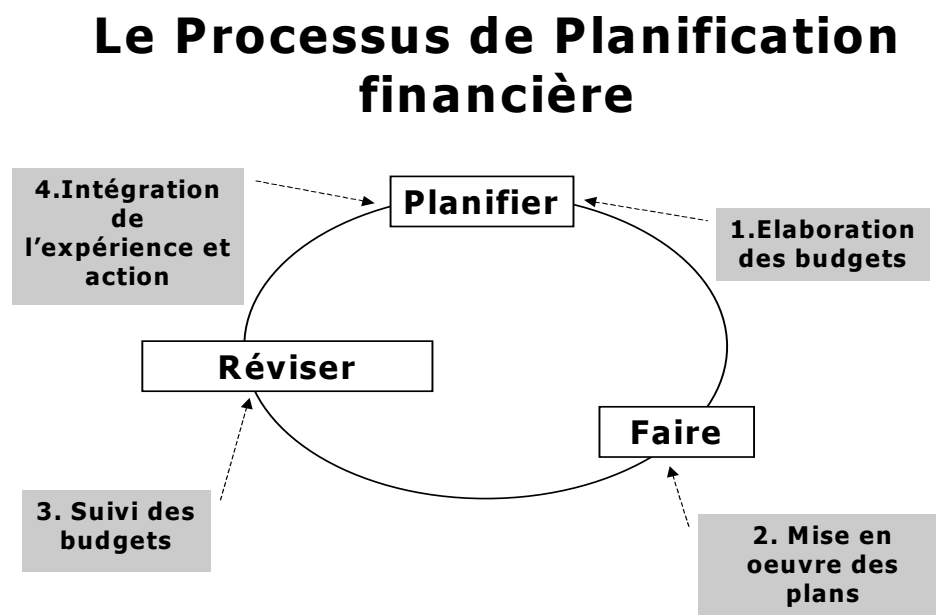 Le Processus de Planification
financière
4.Intégration
de
l'expérience et
action
Planifier
1.Elaboration
des budgets
Réviser
Faire
3. Suivi des
budgets
2. Mise en
oeuvre des
plans